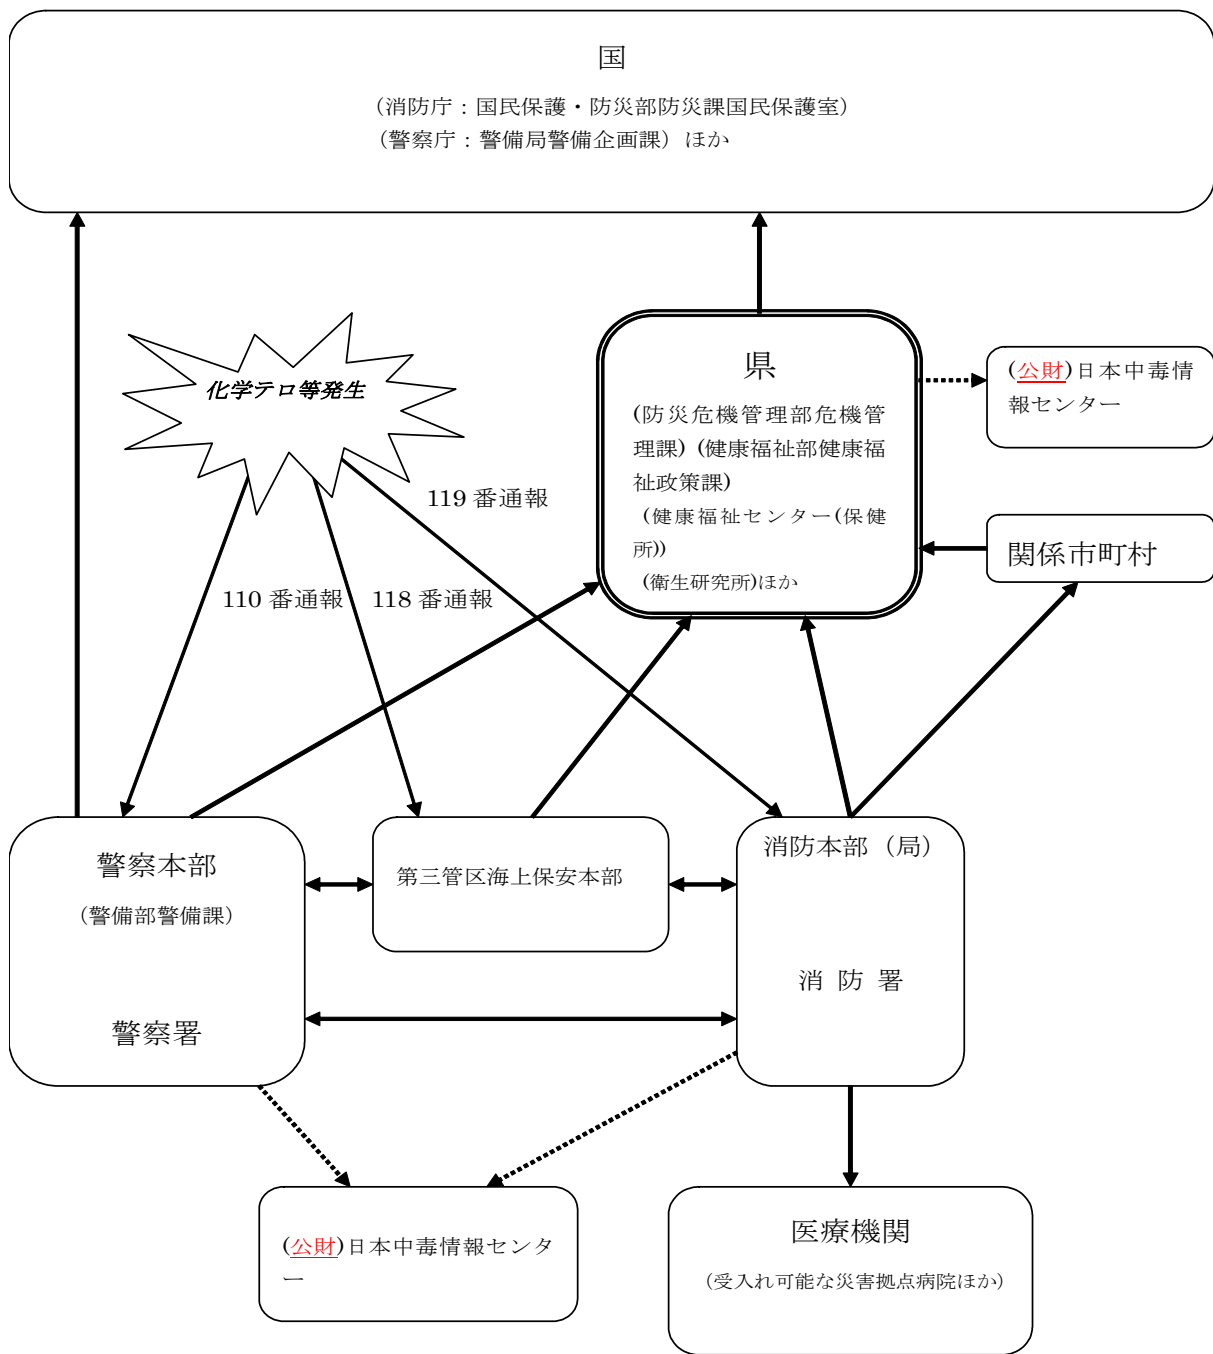 国
（消防庁：国民保護・防災部防災課国民保護室）
（警察庁：警備局警備企画課）ほか
化学テロ等発生
県
(防災危機管理部危機管
理課) (健康福祉部健康福
祉政策課)
(健康福祉センター(保健
所))
(衛生研究所)ほか
(公財)日本中毒情
報センター
119 番通報
関係市町村
110 番通報
118 番通報
警察本部
（警備部警備課）
警察署
第三管区海上保安本部
消防本部（局）
消 防 署
(公財)日本中毒情報センタ
ー
医療機関
（受入れ可能な災害拠点病院ほか）